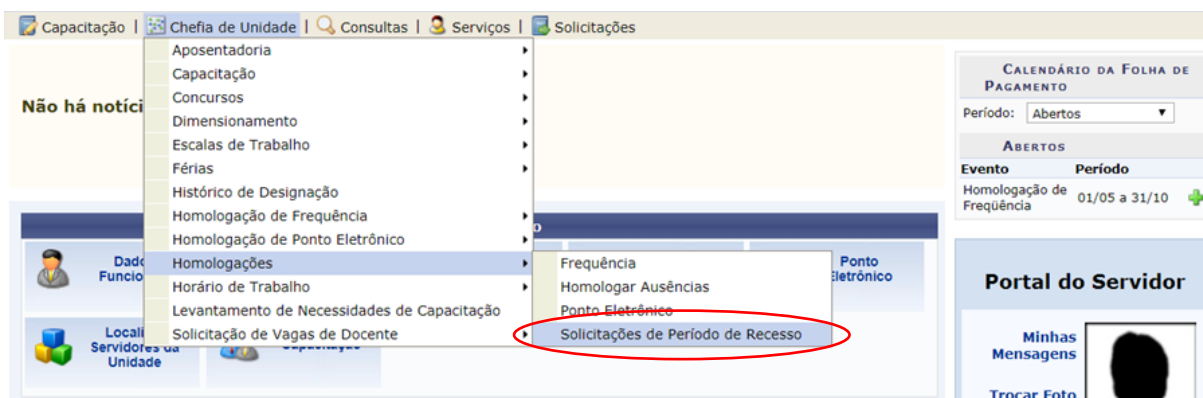 Capacitação | Chefia de Unidade | Consultas | Serviços | Solicitações
Aposentadoria
Capacitação
Concursos
Dimensionamento
Escalas de Trabalho
Férias
Histórico de Designação
Homologação de Frequência
Homologação de Ponto Eletrônico
Homologações
Horário de Trabalho
Levantamento de Necessidades de Capacitação
Solicitação de Vagas de Docente
Frequência
Homologar Ausências
Ponto Eletrônico
Solicitações de Período de Recesso
Não há notíci
o
Dado
Funcio
Ponto
Eletrônico
Locali
Servidores da
Unidade
Capacitação
Calendário da Folha de
Pagamento
Período: Abertos
Abertos
Evento Período
Homologação de
Freqüência 01/05 a 31/10
Portal do Servidor
Minhas
Mensagens
Trocar Foto